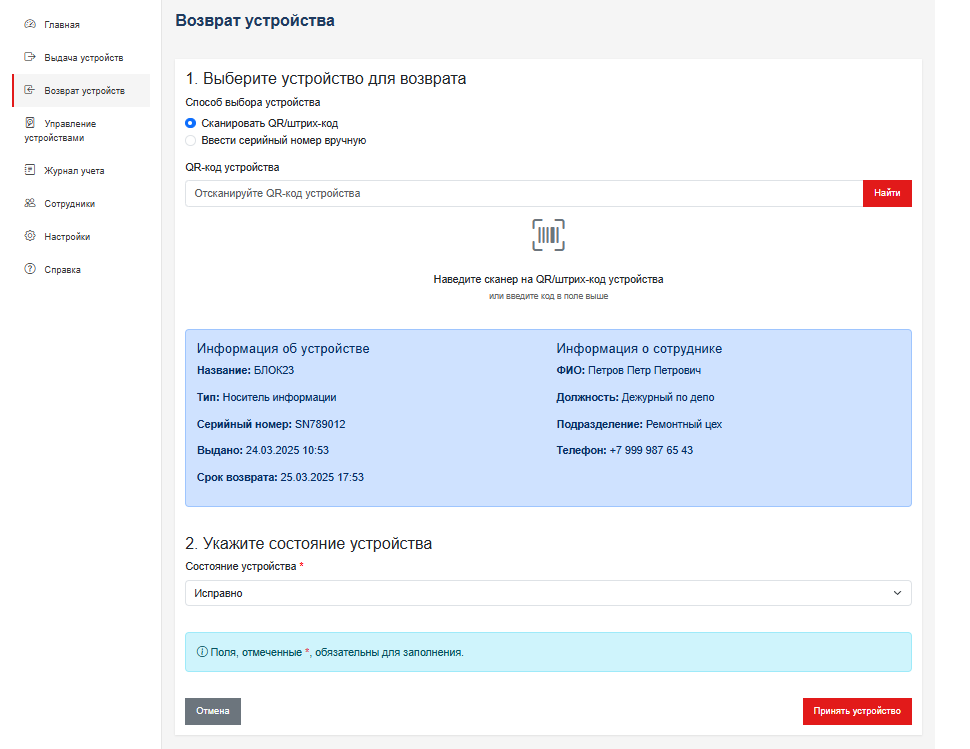 Главная
Выдача устройств
Возврат устройств
Управление
устройствами
Журнал учета
Сотрудники
Настройки
Справка
Возврат устройства
1. Выберите устройство для возврата
Способ выбора устройства
Сканировать QR/штрих-код
Ввести серийный номер вручную
QR-код устройства
Отсканируйте QR-код устройства
Найти
Наведите сканер на QR/штрих-код устройства
или введите код в поле выше
Информация об устройстве
Название: БЛОК23
Тип: Носитель информации
Серийный номер: SN789012
Выдано: 24.03.2025 10:53
Срок возврата: 25.03.2025 17:53
Информация о сотруднике
ФИО: Петров Петр Петрович
Должность: Дежурный по депо
Подразделение: Ремонтный цех
Телефон: +7 999 987 65 43
2. Укажите состояние устройства
Состояние устройства *
Исправно
Поля, отмеченные *, обязательны для заполнения.
Отмена
Принять устройство